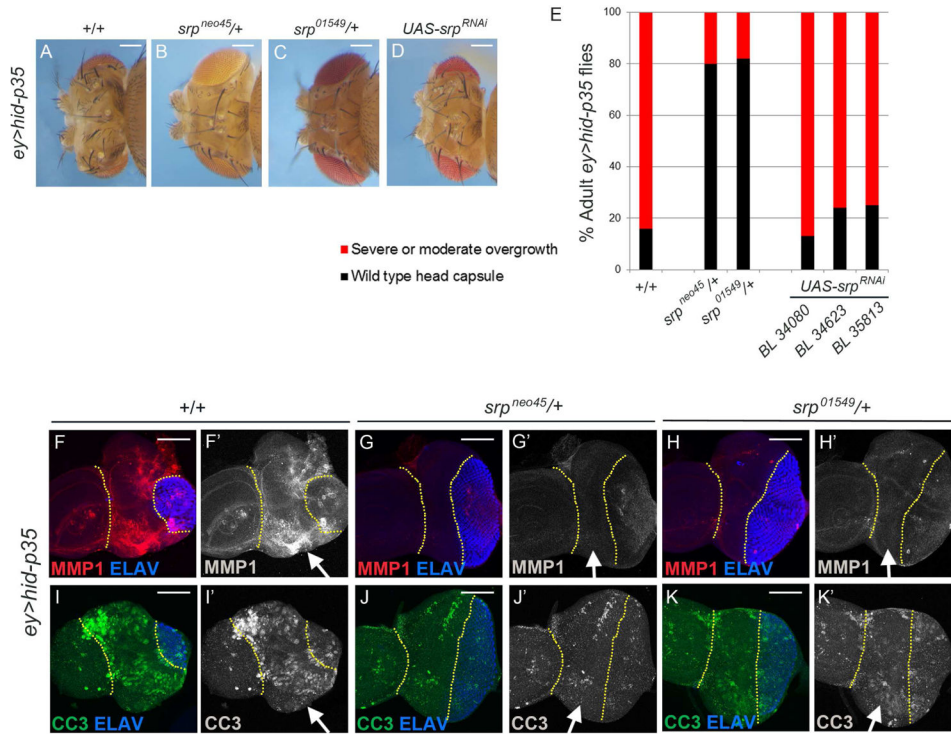 +/+
srp^neo45/+
srp^01549/+
UAS-srp^RNAi
ey>hid-p35
A
B
C
D
Severe or moderate overgrowth
Wild type head capsule
E
% Adult ey>hid-p35 flies
100
80
60
40
20
0
+/+
srp^neo45/+
srp^01549/+
UAS-srp^RNAi
BL 34080
BL 34623
BL 35813
+/+
srp^neo45/+
srp^01549/+
ey>hid-p35
F
F'
G
G'
H
H'
MMP1 ELAV
MMP1
MMP1 ELAV
MMP1
MMP1 ELAV
MMP1
I
I'
J
J'
K
K'
CC3 ELAV
CC3
CC3 ELAV
CC3
CC3 ELAV
CC3